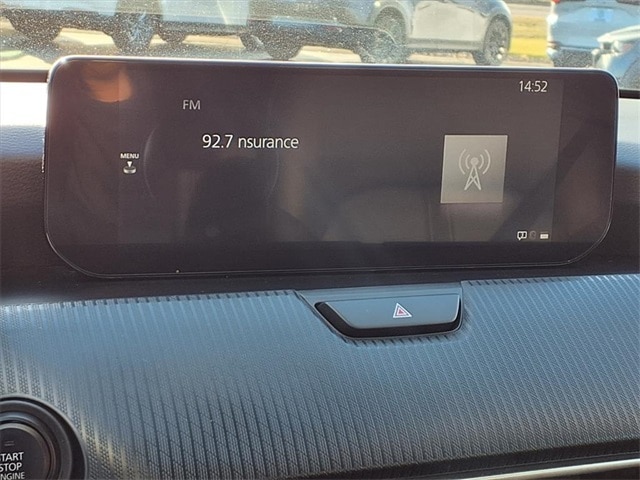 14:52
FM
92.7 nsurance
MENU
START
STOP
ENGINE